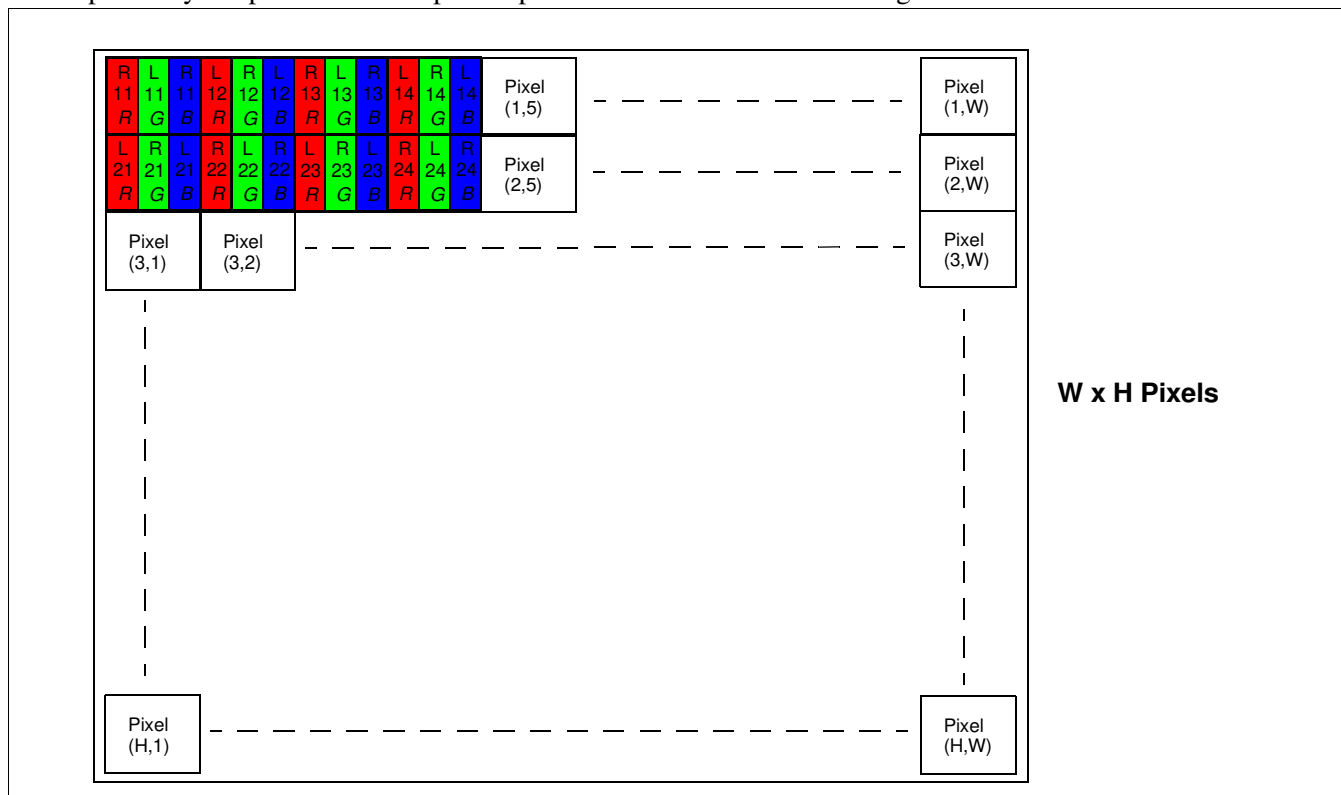 R L R L R L R L R L R L
11 11 11 12 12 12 13 13 13 14 14 14
R G B R G B R G B R G B
Pixel
(1,5)
Pixel
(1,W)
L R L R L R L R L R L R
21 21 21 22 22 22 23 23 23 24 24 24
R G B R G B R G B R G B
Pixel
(2,5)
Pixel
(2,W)
Pixel
(3,1)
Pixel
(3,2)
Pixel
(3,W)
W x H Pixels
Pixel
(H,1)
Pixel
(H,W)